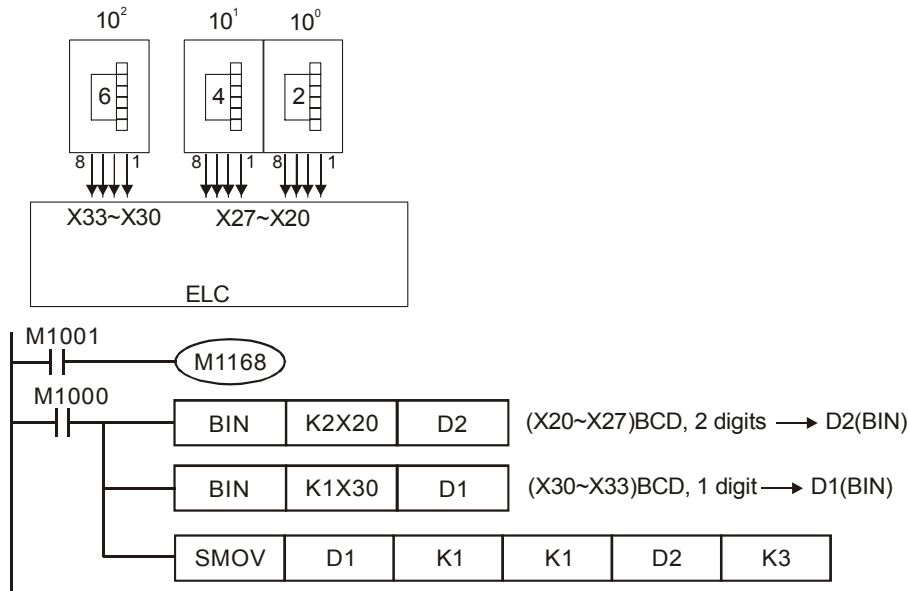 10² 10¹ 10⁰
6 4 2
8 1 8 1 8 1
X33~X30 X27~X20
ELC
M1001
M1168
M1000
BIN K2X20 D2 (X20~X27)BCD, 2 digits → D2(BIN)
BIN K1X30 D1 (X30~X33)BCD, 1 digit → D1(BIN)
SMOV D1 K1 K1 D2 K3